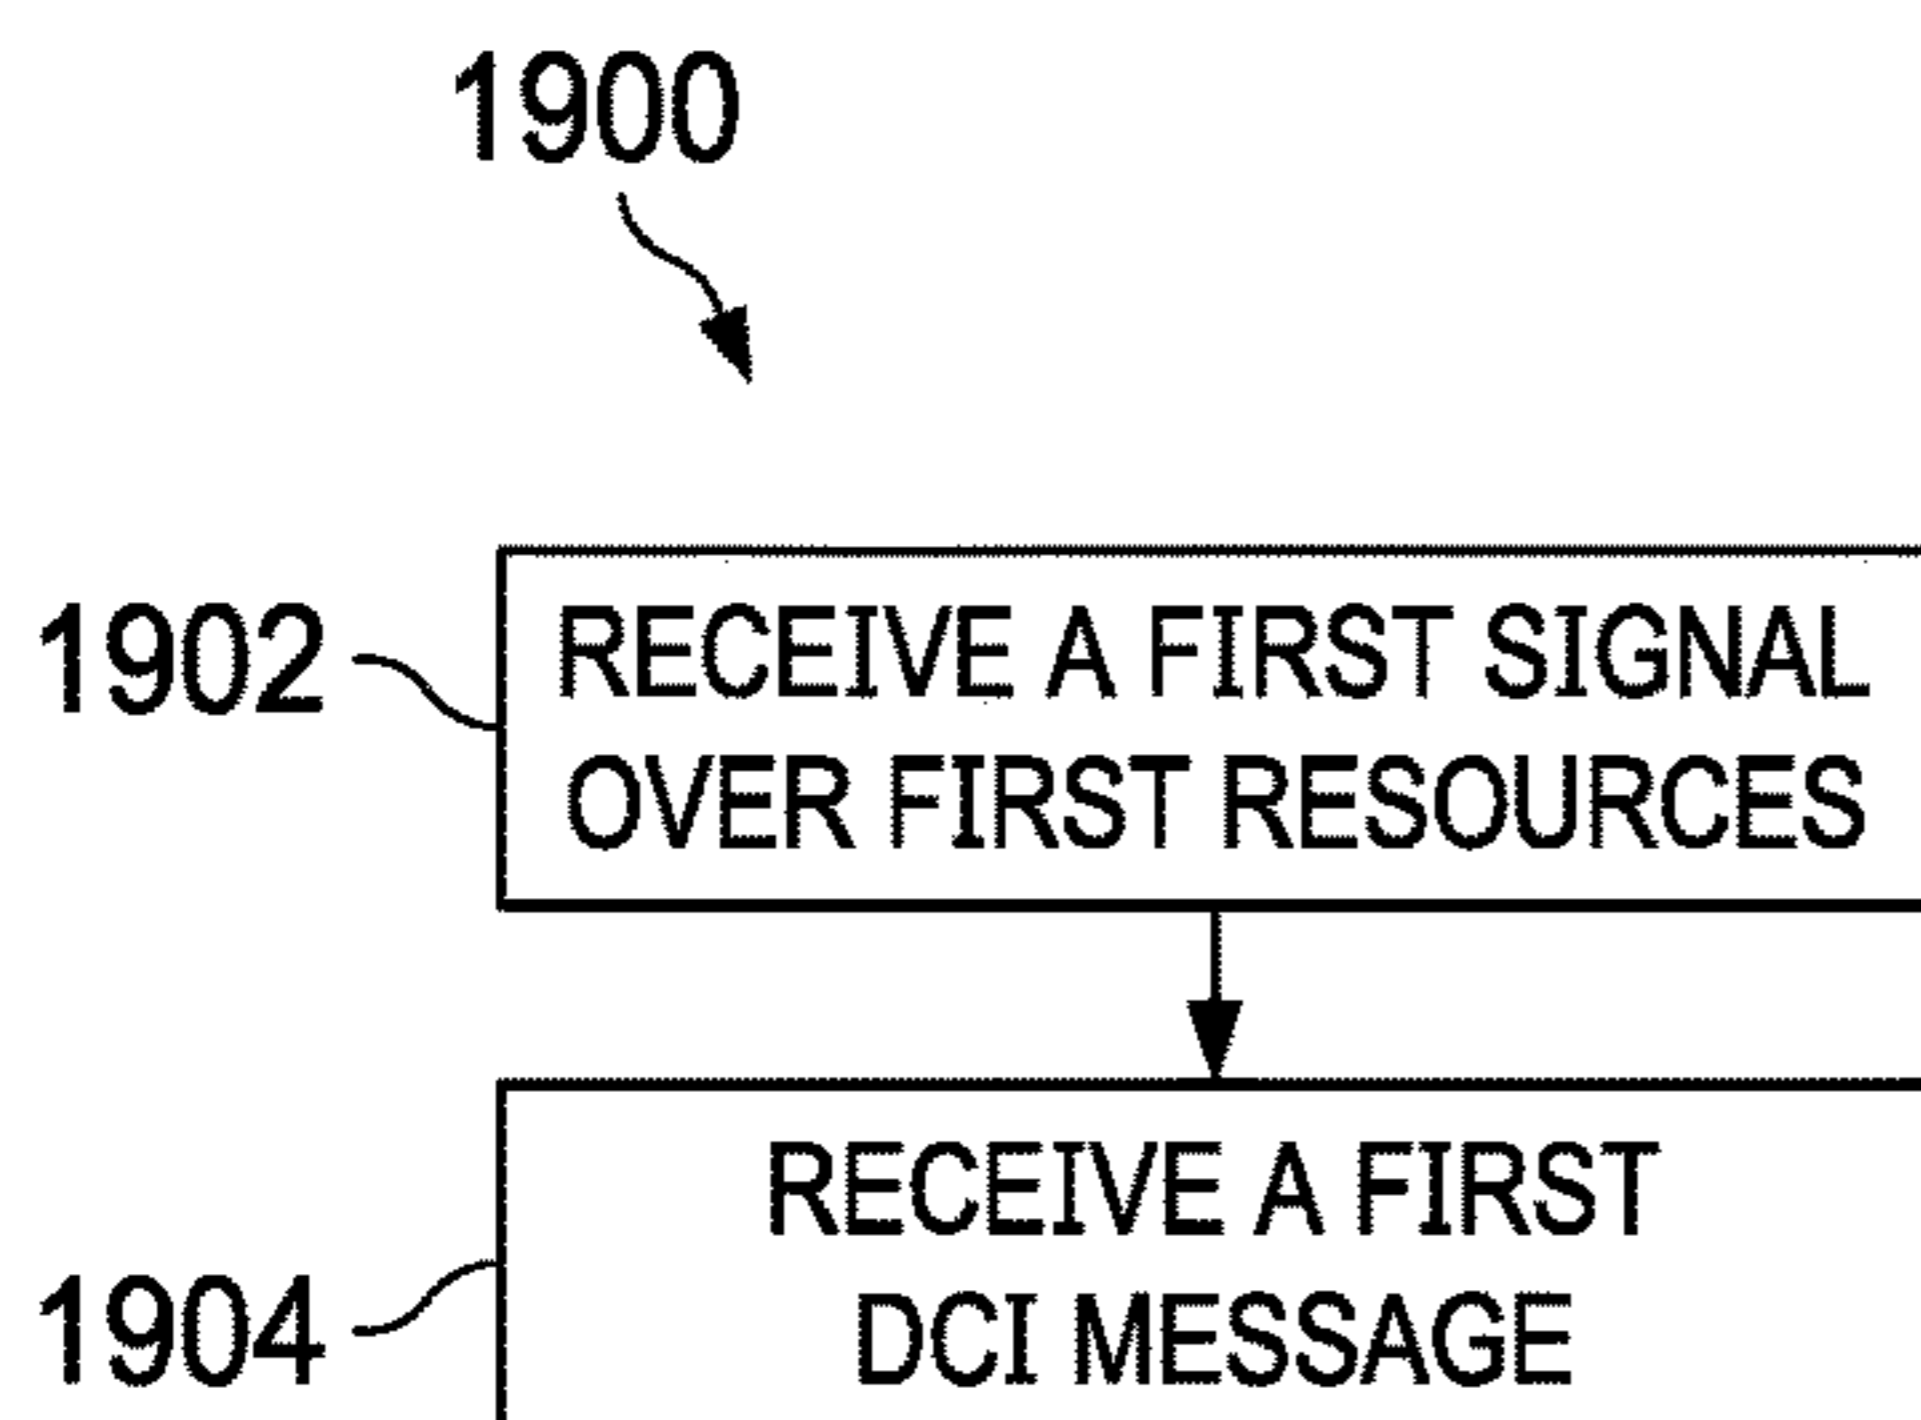 1900
1902
RECEIVE A FIRST SIGNAL
OVER FIRST RESOURCES
1904
RECEIVE A FIRST
DCI MESSAGE